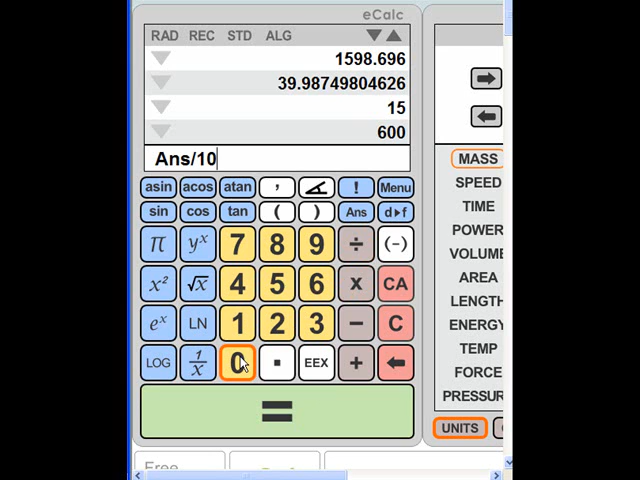 eCalc
RAD REC STD ALG
1598.696
39.98749804626
15
600
Ans/10
asin acos atan , ! Menu
sin cos tan ( ) Ans d▸f
π yˣ 7 8 9 ÷ (−)
x² √x 4 5 6 x CA
eˣ LN 1 2 3 − C
LOG 1/x 0 . EEX +
=
MASS
SPEED
TIME
POWER
VOLUME
AREA
LENGTH
ENERGY
TEMP
FORCE
PRESSUR
UNITS
Free